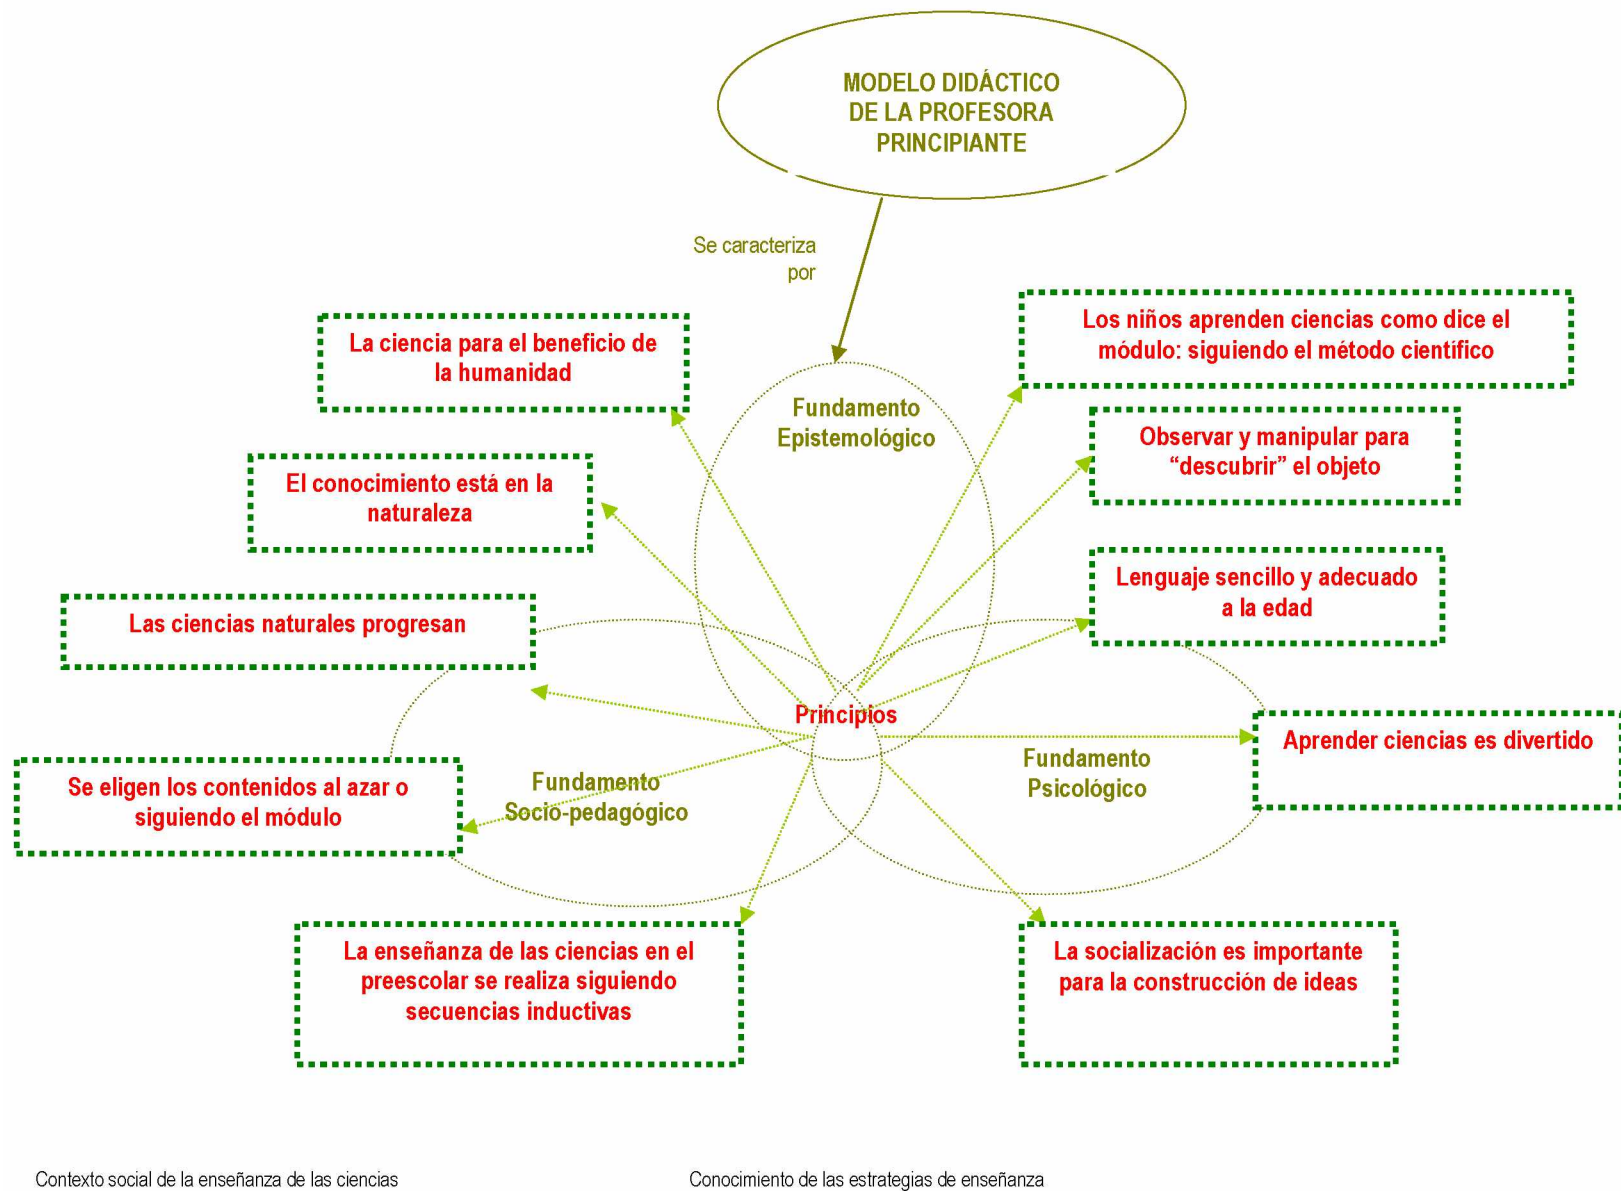 MODELO DIDÁCTICO
DE LA PROFESORA
PRINCIPIANTE
Se caracteriza
por
La ciencia para el beneficio de
la humanidad
Los niños aprenden ciencias como dice el
módulo: siguiendo el método científico
Fundamento
Epistemológico
Observar y manipular para
“descubrir” el objeto
El conocimiento está en la
naturaleza
Lenguaje sencillo y adecuado
a la edad
Las ciencias naturales progresan
Principios
Aprender ciencias es divertido
Fundamento
Psicológico
Fundamento
Socio-pedagógico
Se eligen los contenidos al azar o
siguiendo el módulo
La enseñanza de las ciencias en el
preescolar se realiza siguiendo
secuencias inductivas
La socialización es importante
para la construcción de ideas
Contexto social de la enseñanza de las ciencias
Conocimiento de las estrategias de enseñanza